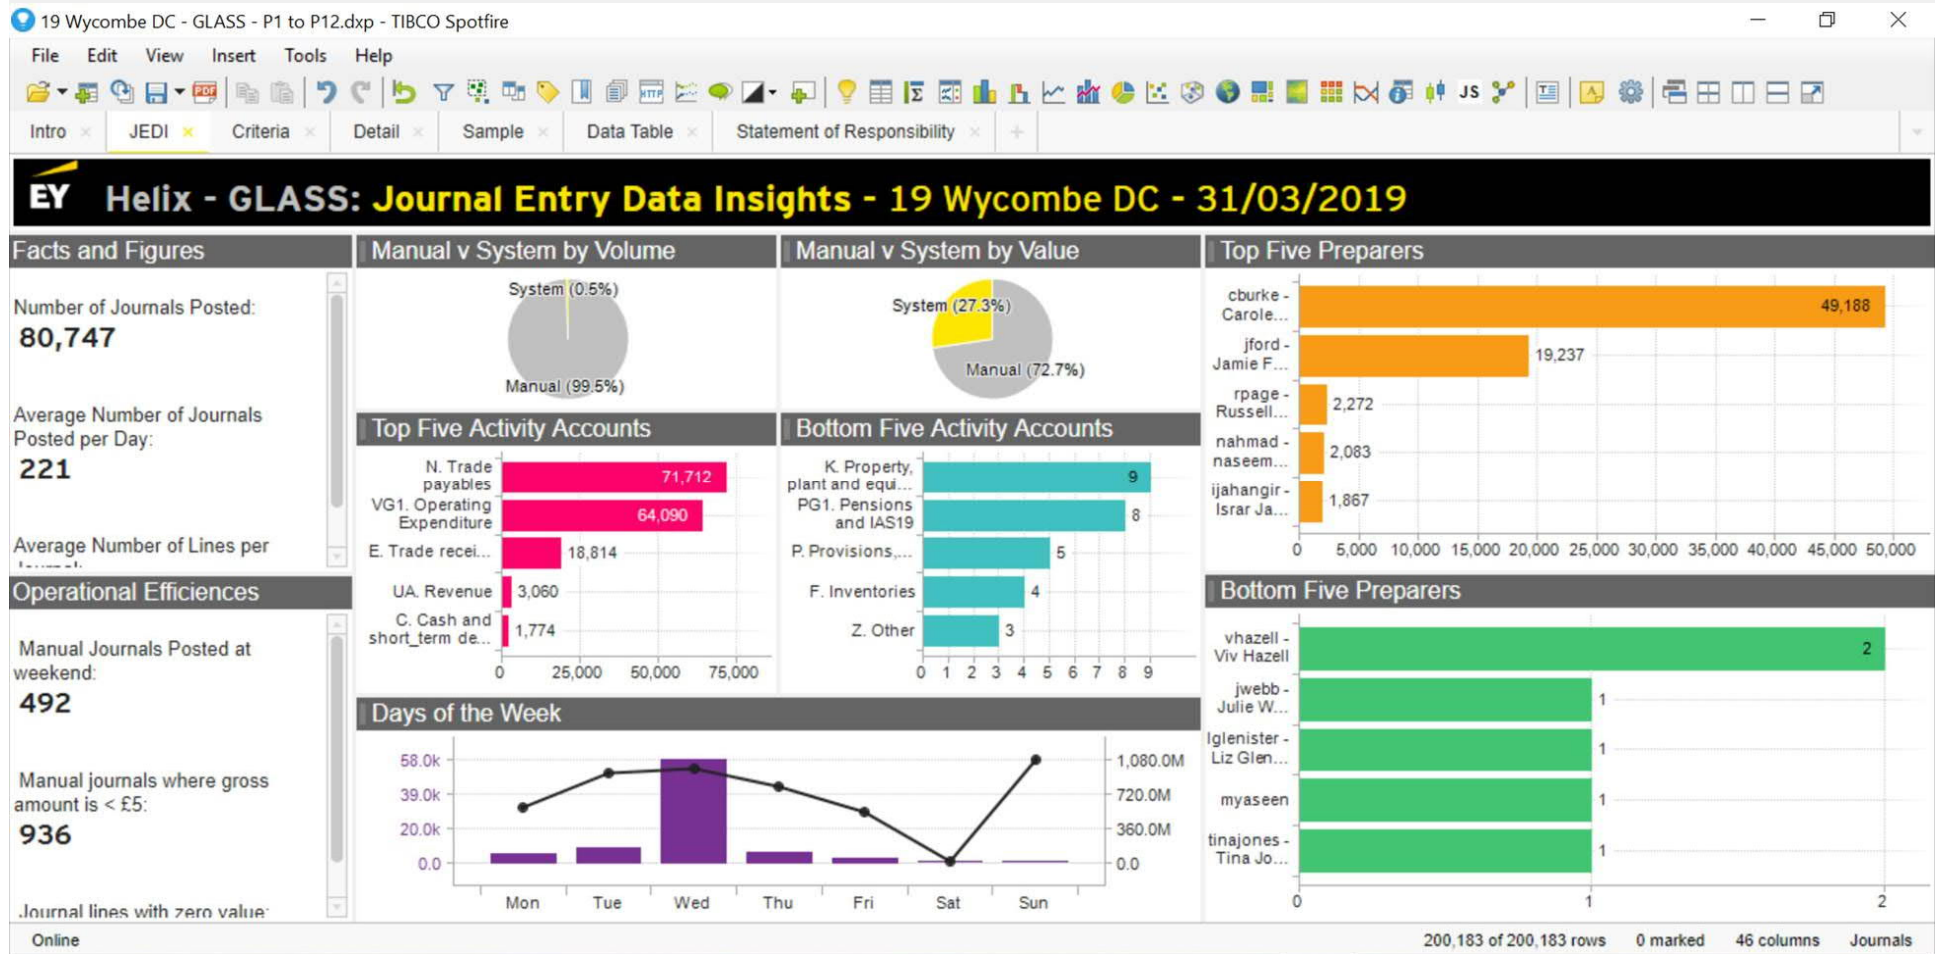 19 Wycombe DC - GLASS - P1 to P12.dxp - TIBCO Spotfire
File Edit View Insert Tools Help
PDF
HTTP
JS
Intro JEDI Criteria Detail Sample Data Table Statement of Responsibility
EY Helix - GLASS: Journal Entry Data Insights - 19 Wycombe DC - 31/03/2019
Facts and Figures
Number of Journals Posted:
80,747
Average Number of Journals
Posted per Day:
221
Average Number of Lines per
Operational Efficiences
Manual Journals Posted at
weekend:
492
Manual journals where gross
amount is < £5:
936
Journal lines with zero value:
Manual v System by Volume
System (0.5%)
Manual (99.5%)
Manual v System by Value
System (27.3%)
Manual (72.7%)
Top Five Activity Accounts
N. Trade
payables
71,712
VG1. Operating
Expenditure
64,090
E. Trade recei...
18,814
UA. Revenue
3,060
C. Cash and
short_term de...
1,774
0 25,000 50,000 75,000
Bottom Five Activity Accounts
K. Property,
plant and equi...
9
PG1. Pensions
and IAS19
8
P. Provisions,...
5
F. Inventories
4
Z. Other
3
0 1 2 3 4 5 6 7 8 9
Days of the Week
58.0k
39.0k
20.0k
0.0
1,080.0M
720.0M
360.0M
0.0
Mon Tue Wed Thu Fri Sat Sun
Top Five Preparers
cburke -
Carole...
49,188
jford -
Jamie F...
19,237
rpage -
Russell...
2,272
nahmad -
naseem...
2,083
ijahangir -
Israr Ja...
1,867
0 5,000 10,000 15,000 20,000 25,000 30,000 35,000 40,000 45,000 50,000
Bottom Five Preparers
vhazell -
Viv Hazell
2
jwebb -
Julie W...
1
lglenister -
Liz Glen...
1
myaseen
1
tinajones -
Tina Jo...
1
0 1 2
Online
200,183 of 200,183 rows 0 marked 46 columns Journals